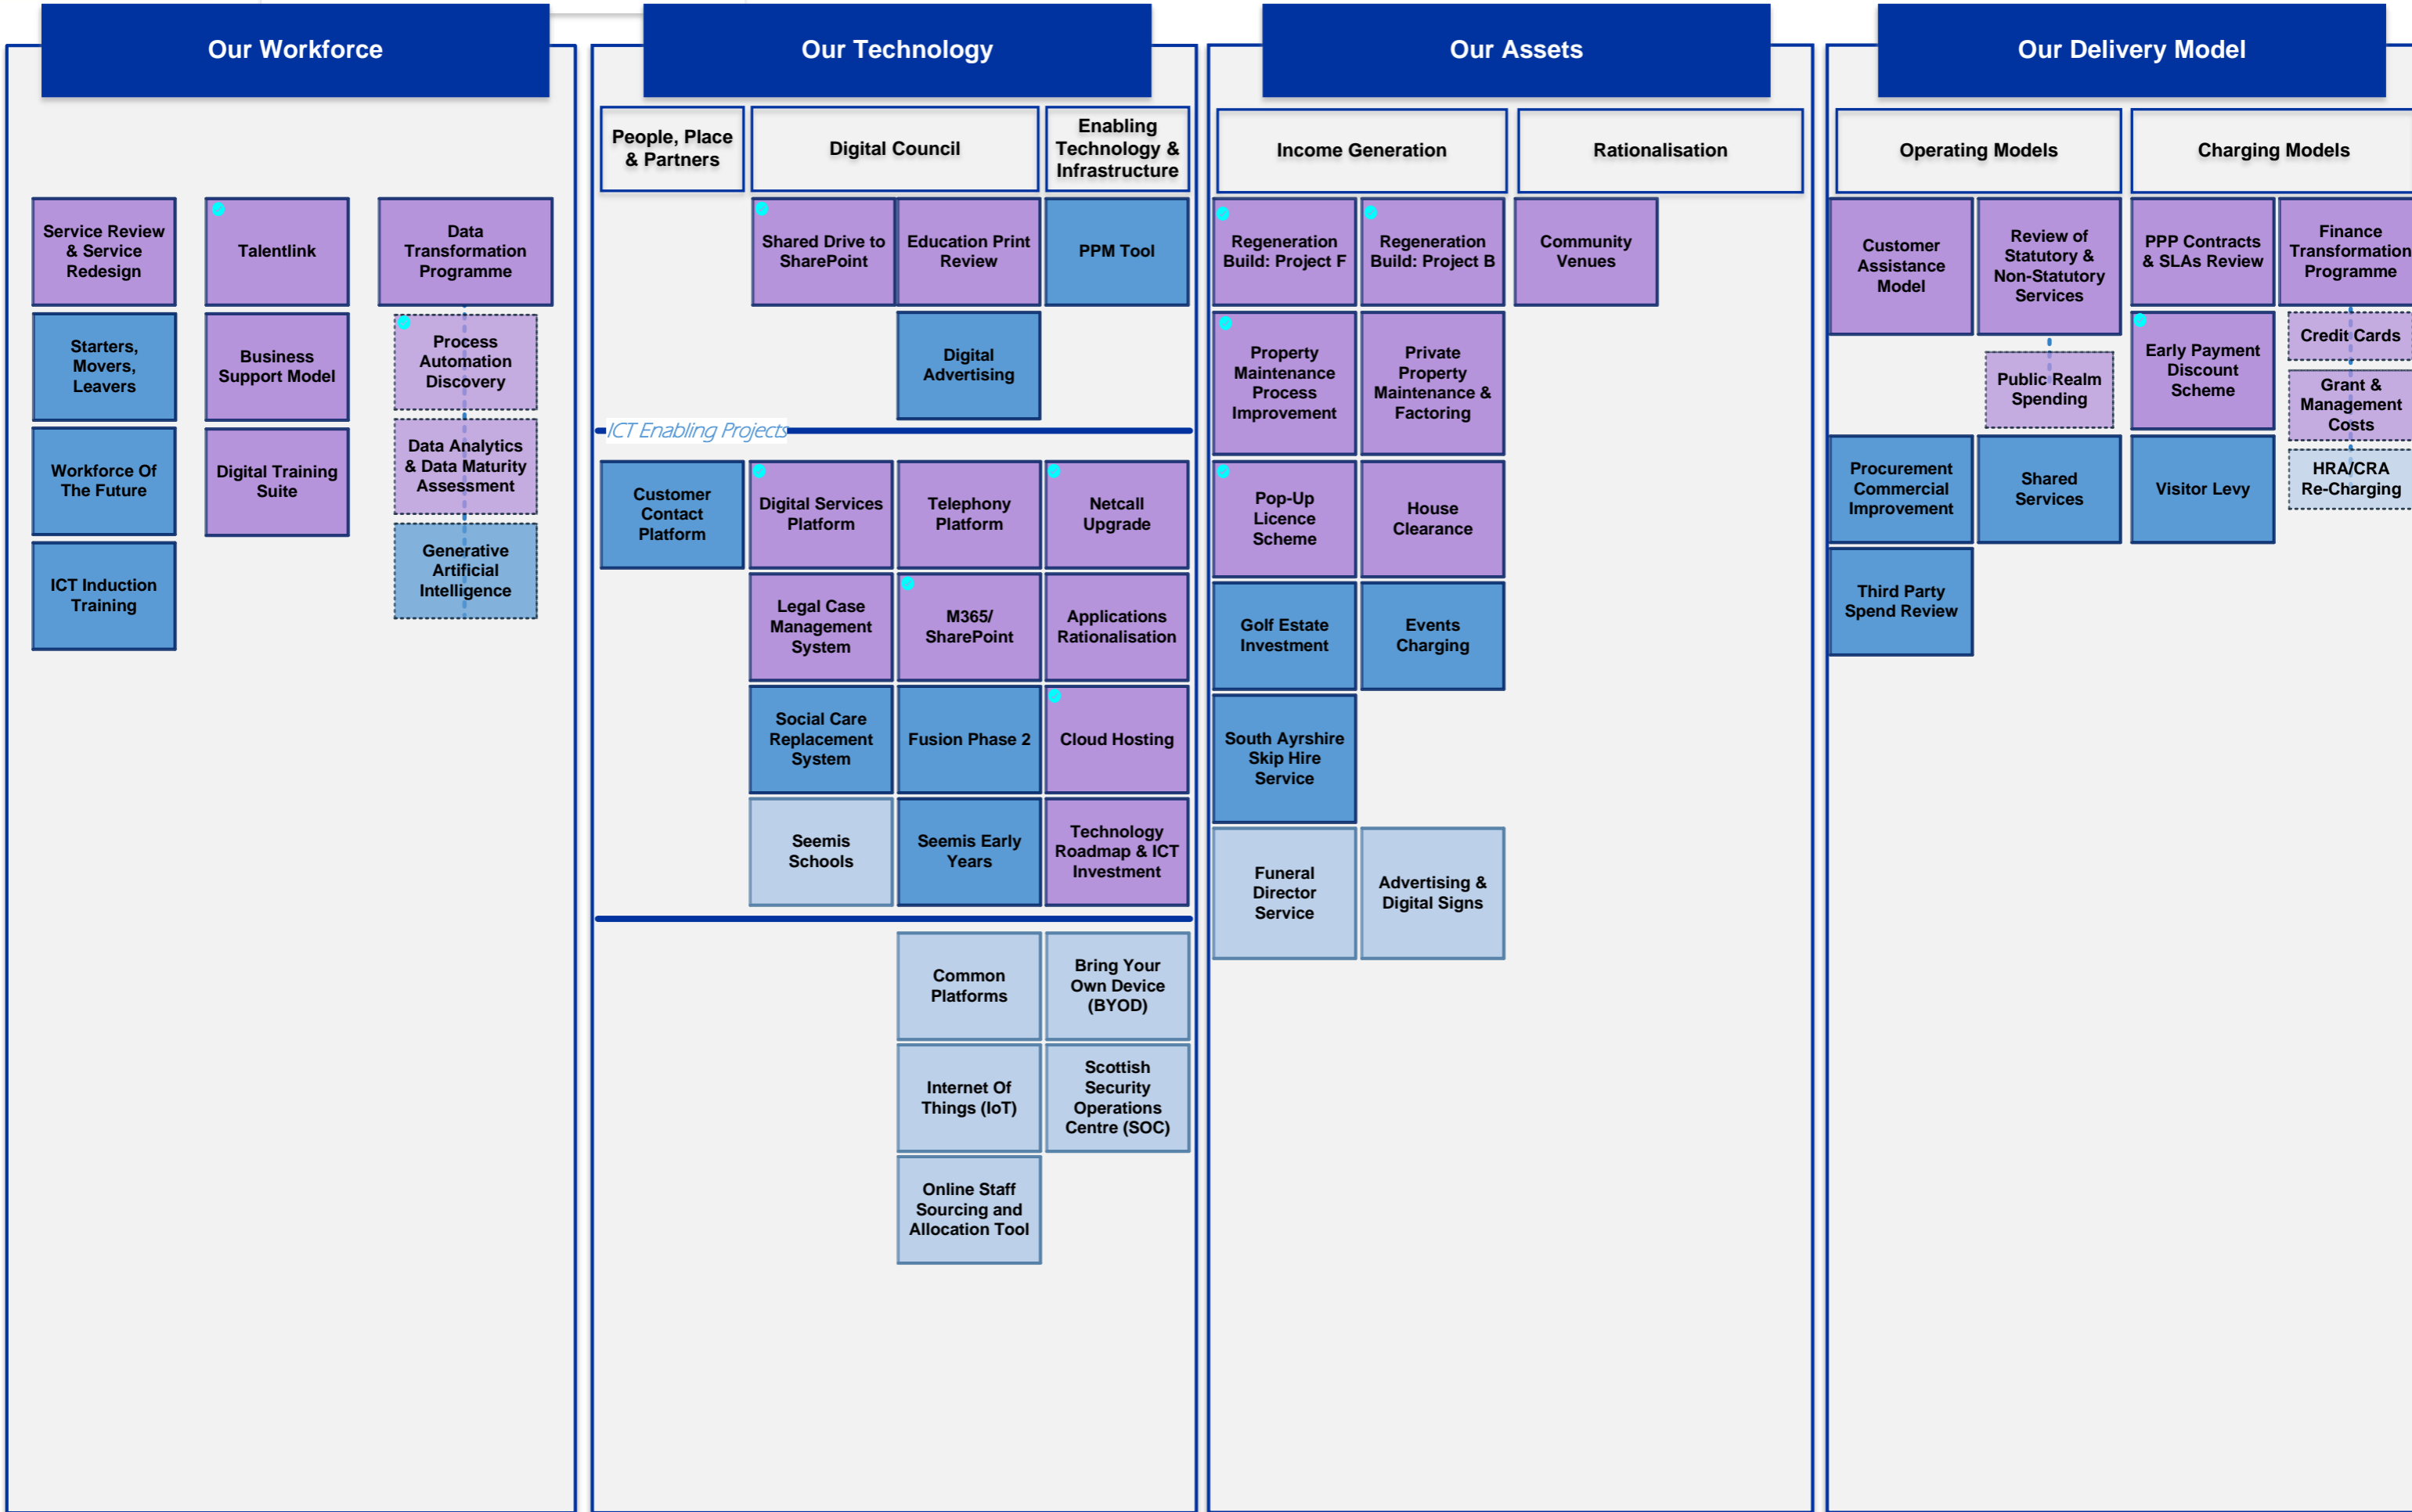 Our Workforce
Service Review
& Service
Redesign
Talentlink
Data
Transformation
Programme
Starters,
Movers,
Leavers
Business
Support Model
Process
Automation
Discovery
Workforce Of
The Future
Digital Training
Suite
Data Analytics
& Data Maturity
Assessment
ICT Induction
Training
Generative
Artificial
Intelligence
Our Technology
People, Place
& Partners
Digital Council
Enabling
Technology &
Infrastructure
Shared Drive to
SharePoint
Education Print
Review
PPM Tool
Digital
Advertising
ICT Enabling Projects
Customer
Contact
Platform
Digital Services
Platform
Telephony
Platform
Netcall
Upgrade
Legal Case
Management
System
M365/
SharePoint
Applications
Rationalisation
Social Care
Replacement
System
Fusion Phase 2
Cloud Hosting
Seemis
Schools
Seemis Early
Years
Technology
Roadmap & ICT
Investment
Common
Platforms
Bring Your
Own Device
(BYOD)
Internet Of
Things (IoT)
Scottish
Security
Operations
Centre (SOC)
Online Staff
Sourcing and
Allocation Tool
Our Assets
Income Generation
Rationalisation
Regeneration
Build: Project F
Regeneration
Build: Project B
Community
Venues
Property
Maintenance
Process
Improvement
Private
Property
Maintenance &
Factoring
Pop-Up
Licence
Scheme
House
Clearance
Golf Estate
Investment
Events
Charging
South Ayrshire
Skip Hire
Service
Funeral
Director
Service
Advertising &
Digital Signs
Our Delivery Model
Operating Models
Charging Models
Customer
Assistance
Model
Review of
Statutory &
Non-Statutory
Services
PPP Contracts
& SLAs Review
Finance
Transformation
Programme
Public Realm
Spending
Early Payment
Discount
Scheme
Credit Cards
Grant &
Management
Costs
Procurement
Commercial
Improvement
Shared
Services
Visitor Levy
HRA/CRA
Re-Charging
Third Party
Spend Review